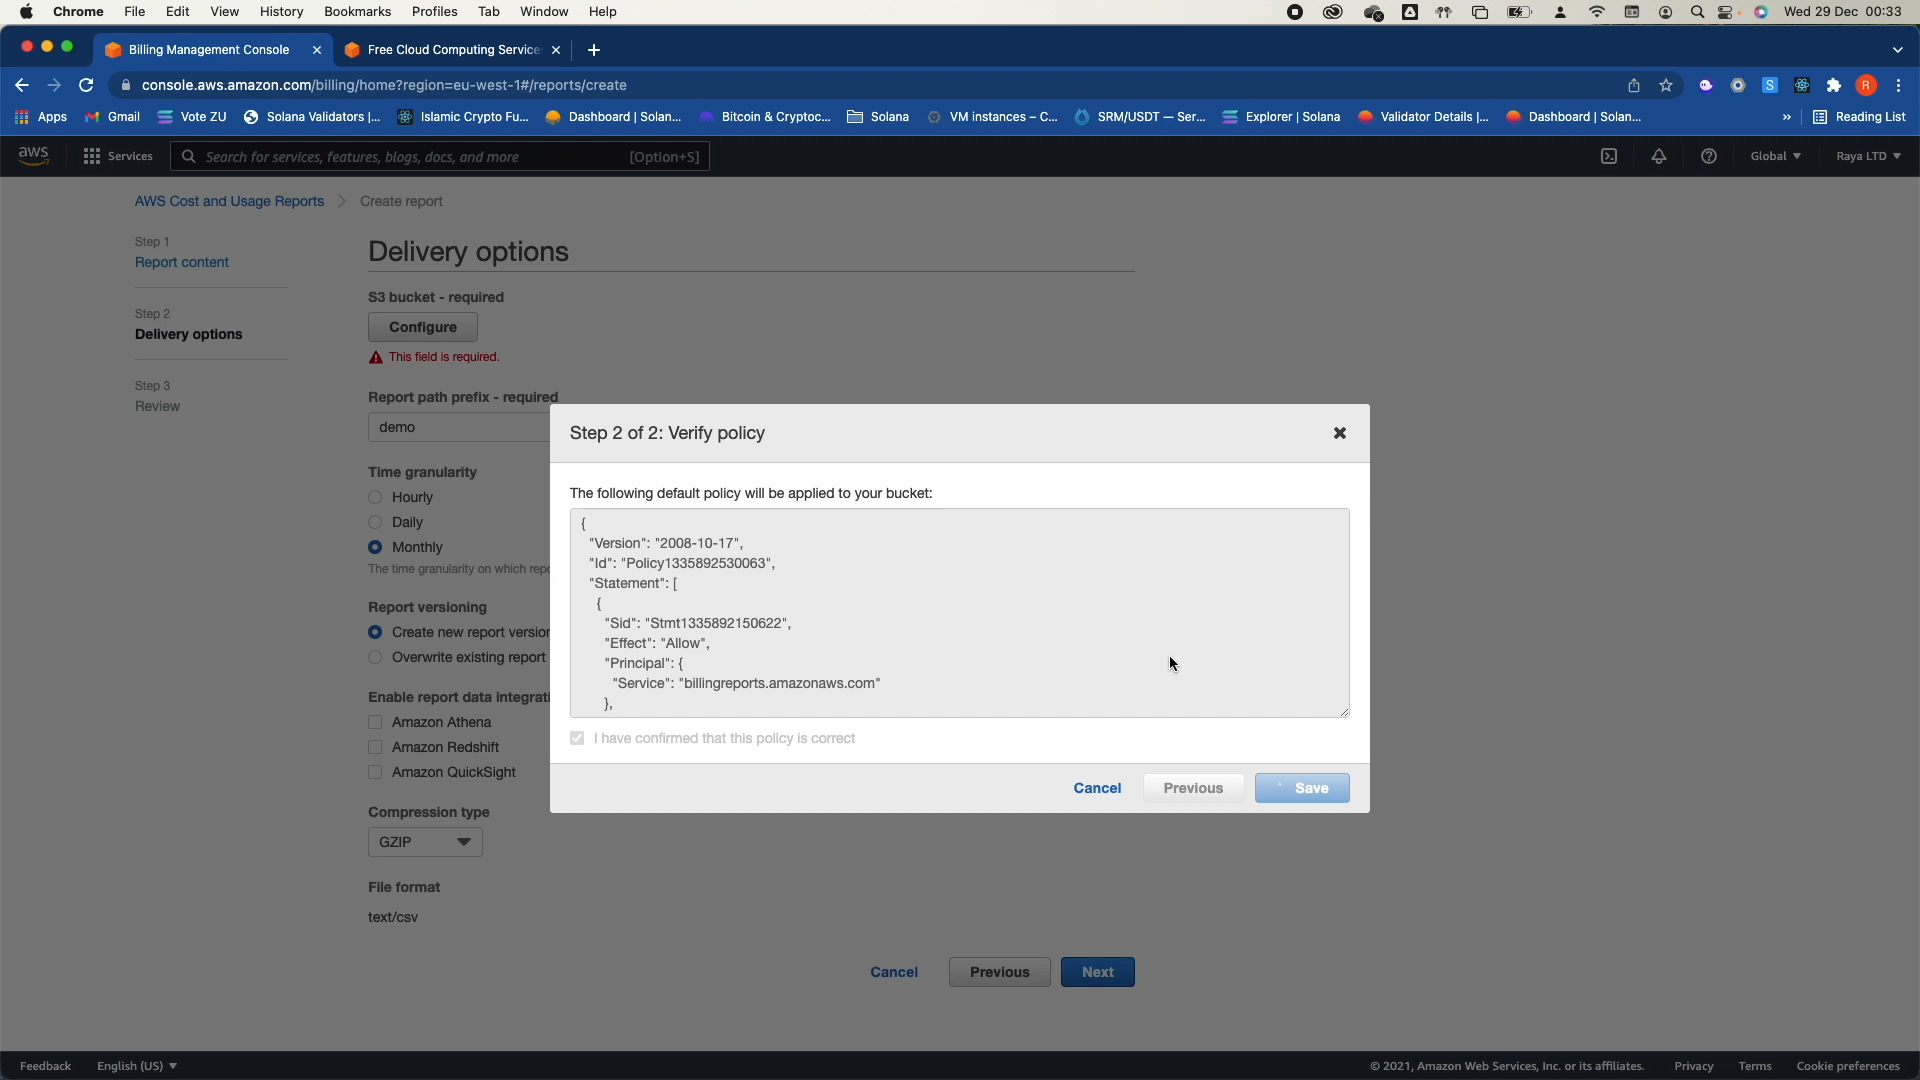 Chrome File Edit View History Bookmarks Profiles Tab Window Help Wed 29 Dec 00:33
Billing Management Console Free Cloud Computing Service
console.aws.amazon.com/billing/home?region=eu-west-1#/reports/create S R
Apps Gmail Vote ZU Solana Validators |... Islamic Crypto Fu... Dashboard | Solan... Bitcoin & Cryptoc... Solana VM instances – C... SRM/USDT — Ser... Explorer | Solana Validator Details |... Dashboard | Solan... » Reading List
aws Services Search for services, features, blogs, docs, and more [Option+S] Global Raya LTD
AWS Cost and Usage Reports Create report
Step 1
Report content
Step 2
Delivery options
Step 3
Review
Delivery options
S3 bucket - required
Configure
This field is required.
Report path prefix - required
demo
Time granularity
Hourly
Daily
Monthly
The time granularity on which repo
Report versioning
Create new report version
Overwrite existing report
Enable report data integrati
Amazon Athena
Amazon Redshift
Amazon QuickSight
Compression type
GZIP
File format
text/csv
Cancel Previous Next
Step 2 of 2: Verify policy
The following default policy will be applied to your bucket:
{
"Version": "2008-10-17",
"Id": "Policy1335892530063",
"Statement": [
{
"Sid": "Stmt1335892150622",
"Effect": "Allow",
"Principal": {
"Service": "billingreports.amazonaws.com"
},
I have confirmed that this policy is correct
Cancel Previous Save
Feedback English (US) © 2021, Amazon Web Services, Inc. or its affiliates. Privacy Terms Cookie preferences